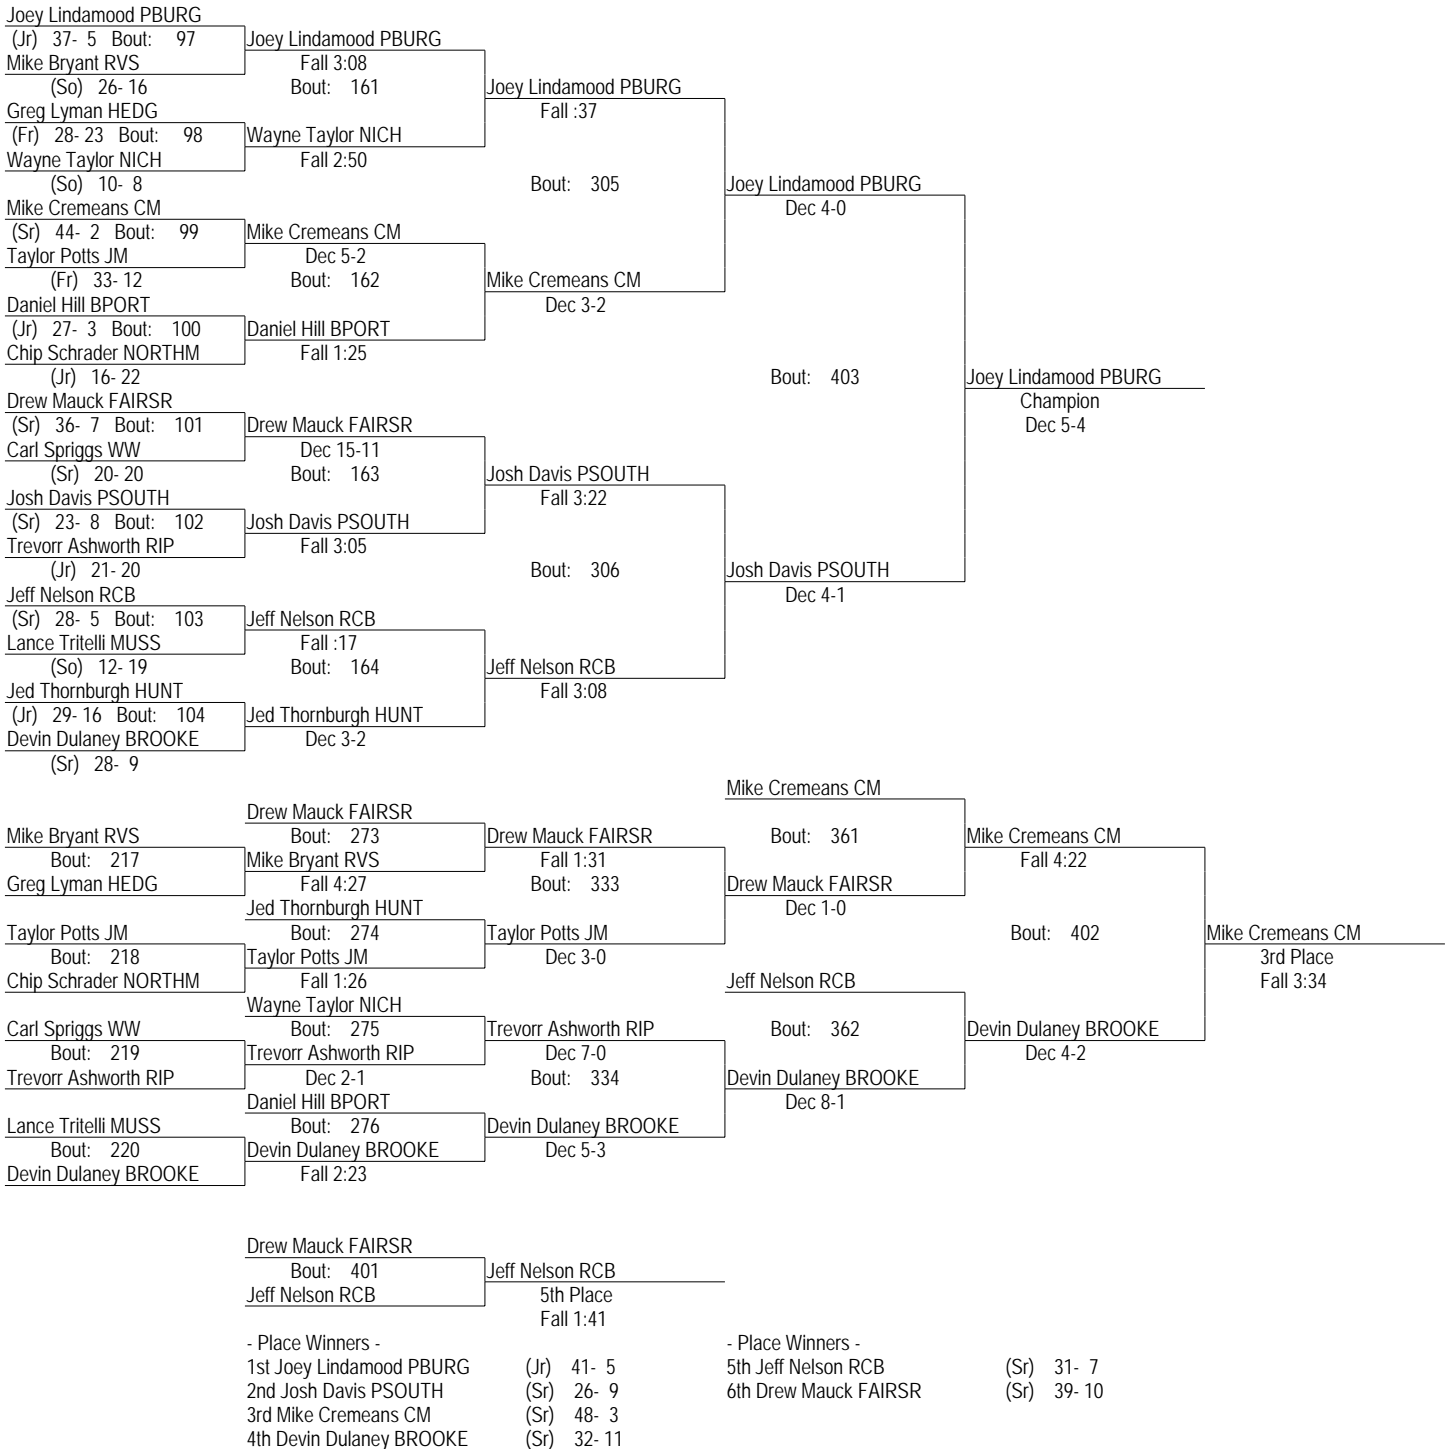 Joey Lindamood PBURG
(Jr) 37- 5 Bout: 97 Joey Lindamood PBURG
Mike Bryant RVS Fall 3:08
(So) 26- 16 Bout: 161 Joey Lindamood PBURG
Greg Lyman HEDG Fall :37
(Fr) 28- 23 Bout: 98 Wayne Taylor NICH
Wayne Taylor NICH Fall 2:50
(So) 10- 8 Bout: 305 Joey Lindamood PBURG
Mike Cremeans CM Dec 4-0
(Sr) 44- 2 Bout: 99 Mike Cremeans CM
Taylor Potts JM Dec 5-2
(Fr) 33- 12 Bout: 162 Mike Cremeans CM
Daniel Hill BPORT Dec 3-2
(Jr) 27- 3 Bout: 100 Daniel Hill BPORT
Chip Schrader NORTHM Fall 1:25
(Jr) 16- 22 Bout: 403 Joey Lindamood PBURG
Drew Mauck FAIRSR Champion
(Sr) 36- 7 Bout: 101 Drew Mauck FAIRSR Dec 5-4
Carl Spriggs WW Dec 15-11
(Sr) 20- 20 Bout: 163 Josh Davis PSOUTH
Josh Davis PSOUTH Fall 3:22
(Sr) 23- 8 Bout: 102 Josh Davis PSOUTH
Trevorr Ashworth RIP Fall 3:05
(Jr) 21- 20 Bout: 306 Josh Davis PSOUTH
Jeff Nelson RCB Dec 4-1
(Sr) 28- 5 Bout: 103 Jeff Nelson RCB
Lance Tritelli MUSS Fall :17
(So) 12- 19 Bout: 164 Jeff Nelson RCB
Jed Thornburgh HUNT Fall 3:08
(Jr) 29- 16 Bout: 104 Jed Thornburgh HUNT
Devin Dulaney BROOKE Dec 3-2
(Sr) 28- 9
Mike Cremeans CM
Drew Mauck FAIRSR
Mike Bryant RVS Bout: 273 Drew Mauck FAIRSR Bout: 361 Mike Cremeans CM
Bout: 217 Mike Bryant RVS Fall 1:31 Fall 4:22
Greg Lyman HEDG Fall 4:27 Bout: 333 Drew Mauck FAIRSR
Jed Thornburgh HUNT Dec 1-0
Taylor Potts JM Bout: 274 Taylor Potts JM Bout: 402 Mike Cremeans CM
Bout: 218 Taylor Potts JM Dec 3-0 3rd Place
Chip Schrader NORTHM Fall 1:26 Jeff Nelson RCB Fall 3:34
Wayne Taylor NICH
Carl Spriggs WW Bout: 275 Trevorr Ashworth RIP Bout: 362 Devin Dulaney BROOKE
Bout: 219 Trevorr Ashworth RIP Dec 7-0 Dec 4-2
Trevorr Ashworth RIP Dec 2-1 Bout: 334 Devin Dulaney BROOKE
Daniel Hill BPORT Dec 8-1
Lance Tritelli MUSS Bout: 276 Devin Dulaney BROOKE
Bout: 220 Devin Dulaney BROOKE Dec 5-3
Devin Dulaney BROOKE Fall 2:23
Drew Mauck FAIRSR
Bout: 401 Jeff Nelson RCB
Jeff Nelson RCB 5th Place
Fall 1:41
- Place Winners - - Place Winners -
1st Joey Lindamood PBURG (Jr) 41- 5 5th Jeff Nelson RCB (Sr) 31- 7
2nd Josh Davis PSOUTH (Sr) 26- 9 6th Drew Mauck FAIRSR (Sr) 39- 10
3rd Mike Cremeans CM (Sr) 48- 3
4th Devin Dulaney BROOKE (Sr) 32- 11